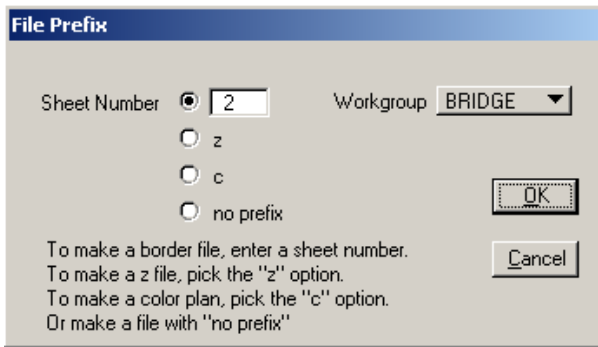 File Prefix
Sheet Number 2 Workgroup BRIDGE
z
c
no prefix
OK
To make a border file, enter a sheet number.
To make a z file, pick the "z" option.
Cancel
To make a color plan, pick the "c" option.
Or make a file with "no prefix"